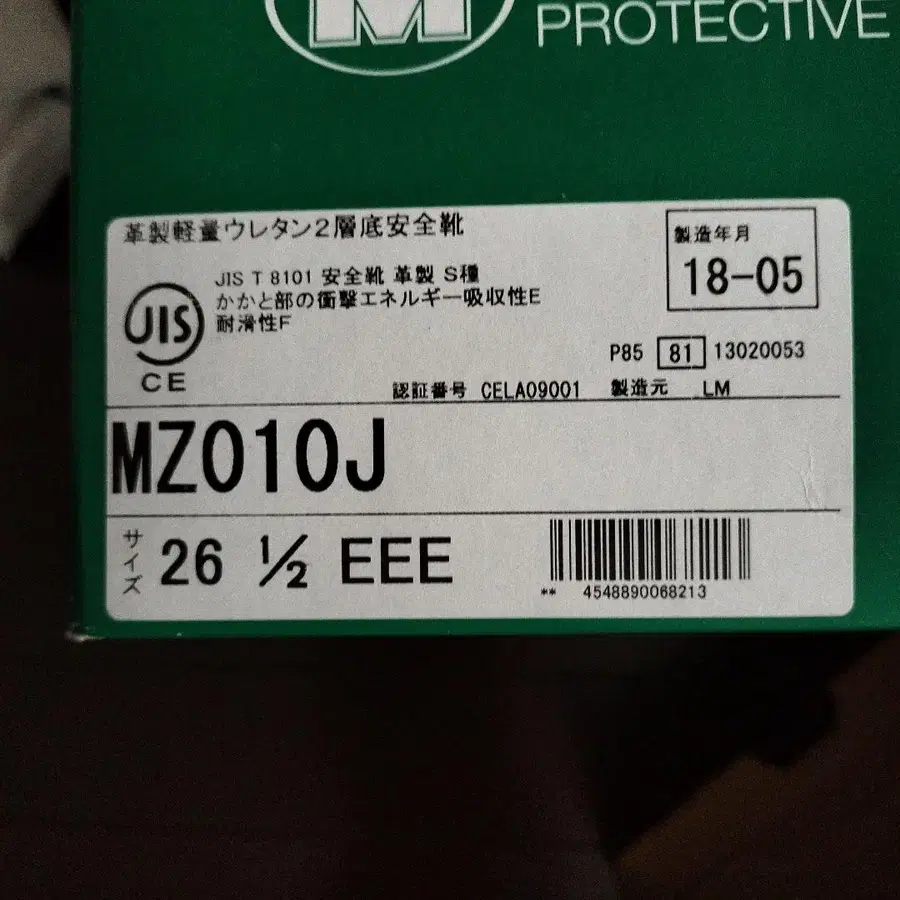 M
PROTECTIVE
革製軽量ウレタン2層底安全靴
製造年月
18-05
JIS T 8101 安全靴 革製 S種
かかと部の衝撃エネルギー吸収性E
耐滑性F
JIS
CE
P85 81 13020053
認証番号 CELA09001 製造元 LM
MZ010J
サイズ 26 ½ EEE
** 4548890068213